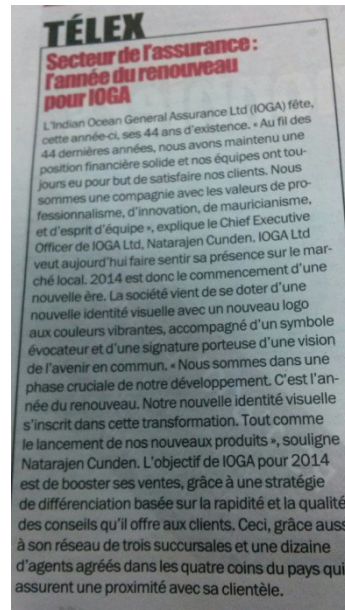 TÉLEX
Secteur de l'assurance :
l'année du renouveau
pour IOGA
L'Indian Ocean General Assurance Ltd (IOGA) fête,
cette année-ci, ses 44 ans d'existence. « Au fil des
44 dernières années, nous avons maintenu une
position financière solide et nos équipes ont tou-
jours eu pour but de satisfaire nos clients. Nous
sommes une compagnie avec les valeurs de pro-
fessionnalisme, d'innovation, de mauricianisme,
et d'esprit d'équipe », explique le Chief Executive
Officer de IOGA Ltd, Natarajen Cunden. IOGA Ltd
veut aujourd'hui faire sentir sa présence sur le mar-
ché local. 2014 est donc le commencement d'une
nouvelle ère. La société vient de se doter d'une
nouvelle identité visuelle avec un nouveau logo
aux couleurs vibrantes, accompagné d'un symbole
évocateur et d'une signature porteuse d'une vision
de l'avenir en commun. « Nous sommes dans une
phase cruciale de notre développement. C'est l'an-
née du renouveau. Notre nouvelle identité visuelle
s'inscrit dans cette transformation. Tout comme
le lancement de nos nouveaux produits », souligne
Natarajen Cunden. L'objectif de IOGA pour 2014
est de booster ses ventes, grâce à une stratégie
de différenciation basée sur la rapidité et la qualité
des conseils qu'il offre aux clients. Ceci, grâce auss
à son réseau de trois succursales et une dizaine
d'agents agréés dans les quatre coins du pays qui
assurent une proximité avec sa clientèle.